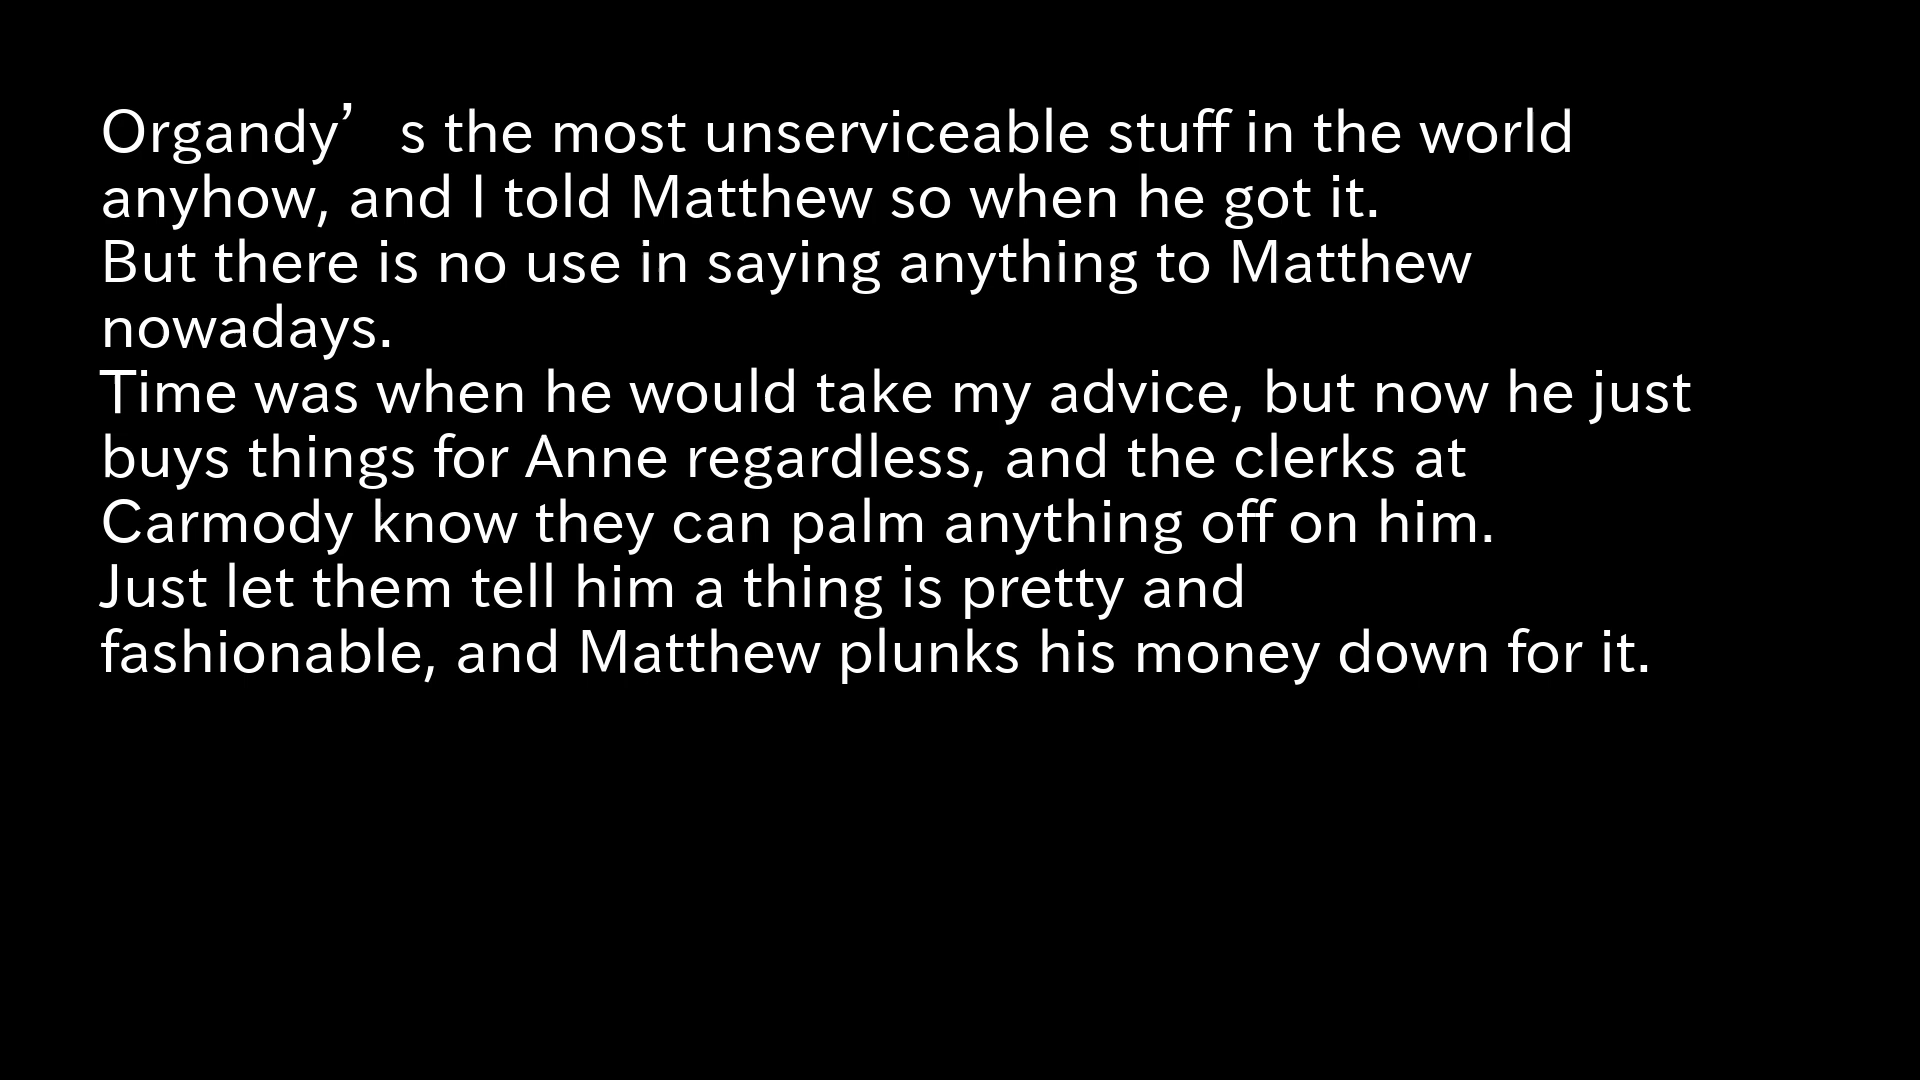 Organdy’s the most unserviceable stuff in the world
anyhow, and I told Matthew so when he got it.
But there is no use in saying anything to Matthew
nowadays.
Time was when he would take my advice, but now he just
buys things for Anne regardless, and the clerks at
Carmody know they can palm anything off on him.
Just let them tell him a thing is pretty and
fashionable, and Matthew plunks his money down for it.